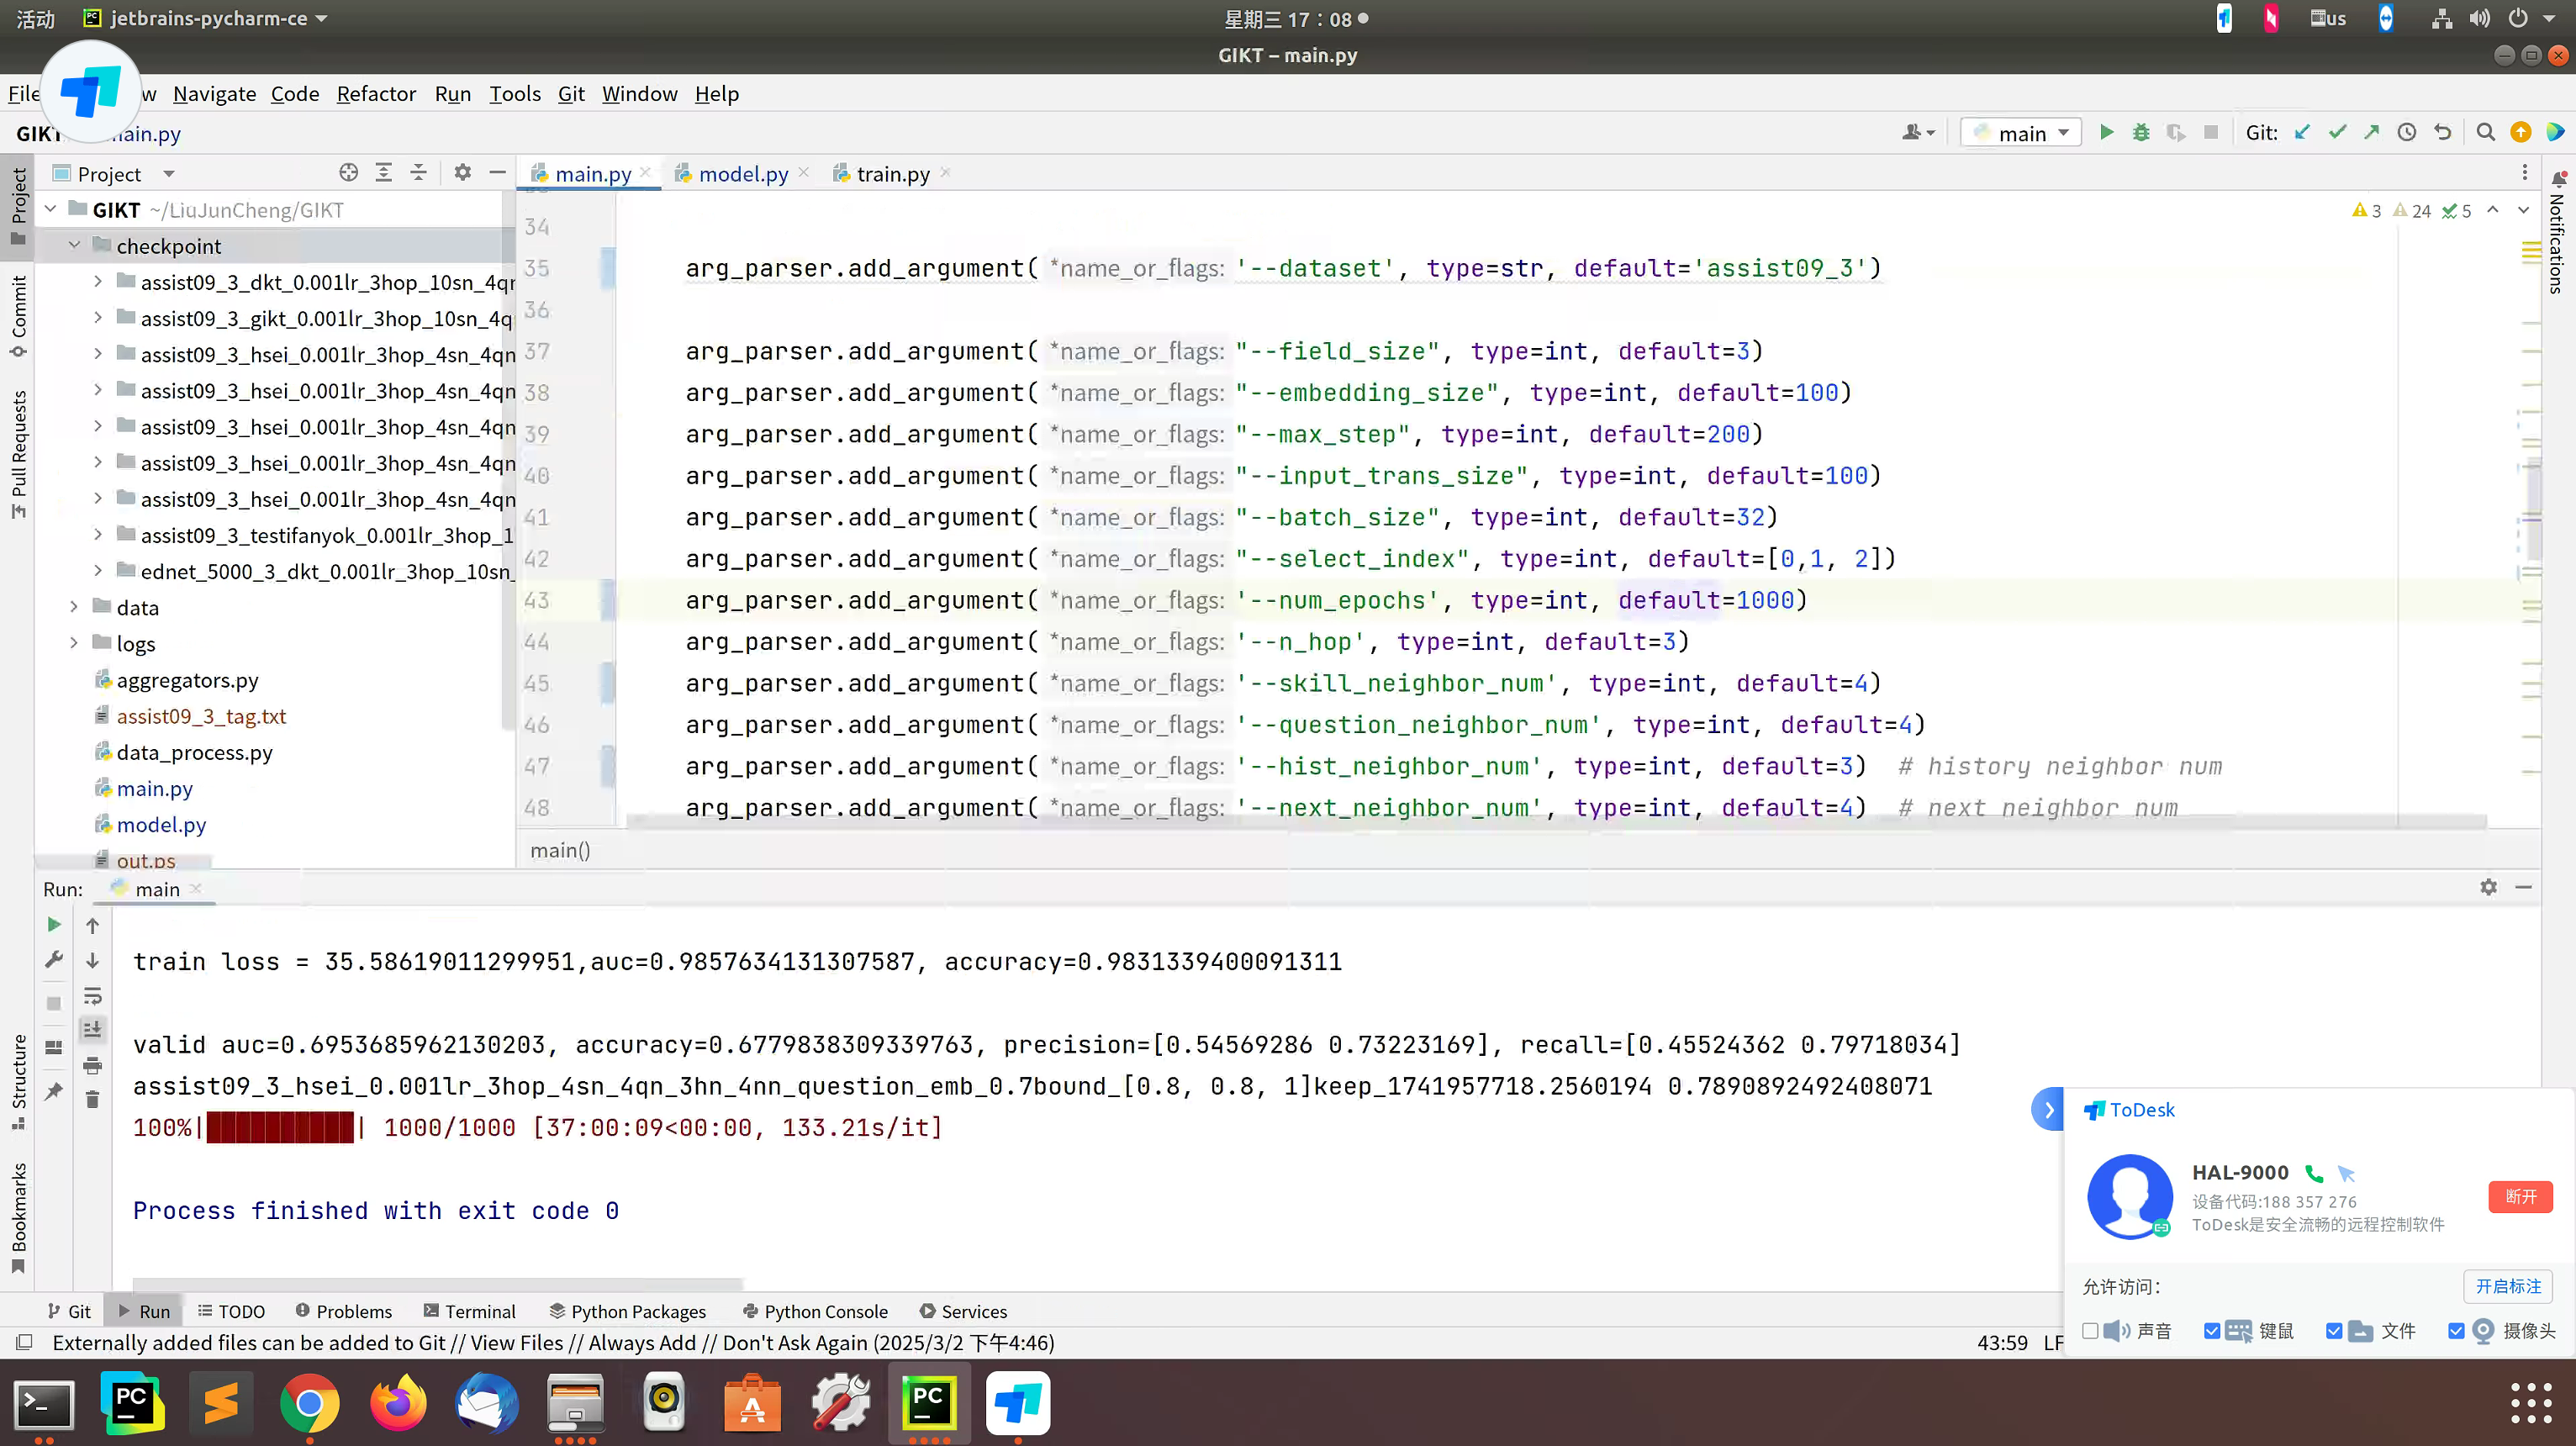 活动 jetbrains-pycharm-ce 星期三 17：08 us
GIKT – main.py
File w Navigate Code Refactor Run Tools Git Window Help
GIKT main.py main Git:
Project main.py model.py train.py
GIKT ~/LiuJunCheng/GIKT
checkpoint
assist09_3_dkt_0.001lr_3hop_10sn_4qr
assist09_3_gikt_0.001lr_3hop_10sn_4q
assist09_3_hsei_0.001lr_3hop_4sn_4qn
assist09_3_hsei_0.001lr_3hop_4sn_4qn
assist09_3_hsei_0.001lr_3hop_4sn_4qn
assist09_3_hsei_0.001lr_3hop_4sn_4qn
assist09_3_hsei_0.001lr_3hop_4sn_4qn
assist09_3_testifanyok_0.001lr_3hop_1
ednet_5000_3_dkt_0.001lr_3hop_10sn_
data
logs
aggregators.py
assist09_3_tag.txt
data_process.py
main.py
model.py
out.ps
Project
Commit
Pull Requests
Structure
Bookmarks
Notifications
3 24 5
34
35 arg_parser.add_argument( *name_or_flags: '--dataset', type=str, default='assist09_3')
36
37 arg_parser.add_argument( *name_or_flags: "--field_size", type=int, default=3)
38 arg_parser.add_argument( *name_or_flags: "--embedding_size", type=int, default=100)
39 arg_parser.add_argument( *name_or_flags: "--max_step", type=int, default=200)
40 arg_parser.add_argument( *name_or_flags: "--input_trans_size", type=int, default=100)
41 arg_parser.add_argument( *name_or_flags: "--batch_size", type=int, default=32)
42 arg_parser.add_argument( *name_or_flags: "--select_index", type=int, default=[0,1, 2])
43 arg_parser.add_argument( *name_or_flags: '--num_epochs', type=int, default=1000)
44 arg_parser.add_argument( *name_or_flags: '--n_hop', type=int, default=3)
45 arg_parser.add_argument( *name_or_flags: '--skill_neighbor_num', type=int, default=4)
46 arg_parser.add_argument( *name_or_flags: '--question_neighbor_num', type=int, default=4)
47 arg_parser.add_argument( *name_or_flags: '--hist_neighbor_num', type=int, default=3) # history neighbor num
48 arg_parser.add_argument( *name_or_flags: '--next_neighbor_num', type=int, default=4) # next neighbor num
main()
Run: main
train loss = 35.58619011299951,auc=0.9857634131307587, accuracy=0.9831339400091311
valid auc=0.6953685962130203, accuracy=0.6779838309339763, precision=[0.54569286 0.73223169], recall=[0.45524362 0.79718034]
assist09_3_hsei_0.001lr_3hop_4sn_4qn_3hn_4nn_question_emb_0.7bound_[0.8, 0.8, 1]keep_1741957718.2560194 0.7890892492408071
100%|██████████| 1000/1000 [37:00:09<00:00, 133.21s/it]
Process finished with exit code 0
Git Run TODO Problems Terminal Python Packages Python Console Services
Externally added files can be added to Git // View Files // Always Add // Don't Ask Again (2025/3/2 下午4:46) 43:59 LF
ToDesk
HAL-9000
设备代码:188 357 276
ToDesk是安全流畅的远程控制软件
断开
允许访问:
开启标注
声音 键鼠 文件 摄像头
PC PC